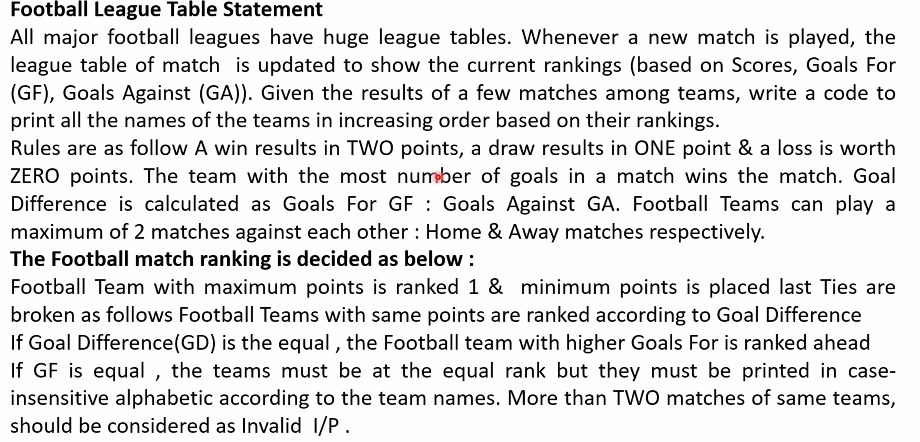 Football League Table Statement
All major football leagues have huge league tables. Whenever a new match is played, the
league table of match is updated to show the current rankings (based on Scores, Goals For
(GF), Goals Against (GA)). Given the results of a few matches among teams, write a code to
print all the names of the teams in increasing order based on their rankings.
Rules are as follow A win results in TWO points, a draw results in ONE point & a loss is worth
ZERO points. The team with the most number of goals in a match wins the match. Goal
Difference is calculated as Goals For GF : Goals Against GA. Football Teams can play a
maximum of 2 matches against each other : Home & Away matches respectively.
The Football match ranking is decided as below :
Football Team with maximum points is ranked 1 & minimum points is placed last Ties are
broken as follows Football Teams with same points are ranked according to Goal Difference
If Goal Difference(GD) is the equal , the Football team with higher Goals For is ranked ahead
If GF is equal , the teams must be at the equal rank but they must be printed in case-
insensitive alphabetic according to the team names. More than TWO matches of same teams,
should be considered as Invalid I/P .